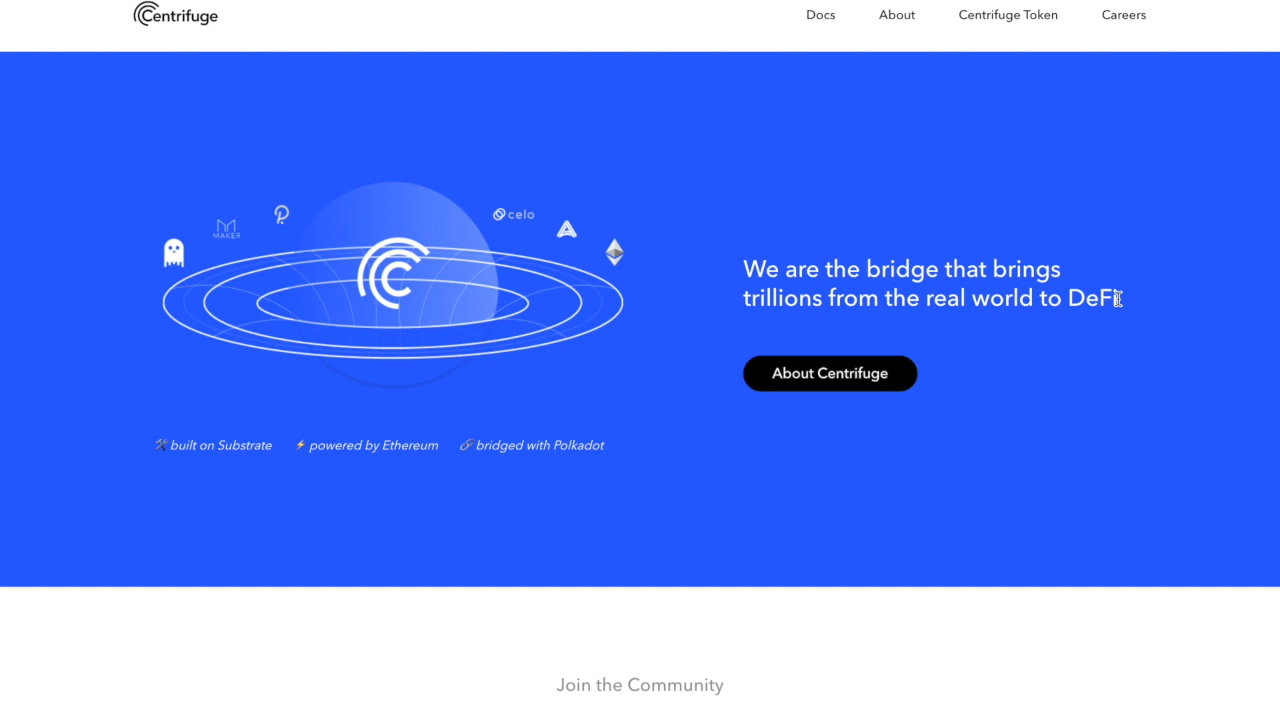 Centrifuge
Docs
About
Centrifuge Token
Careers
MAKER
celo
We are the bridge that brings
trillions from the real world to DeFi
About Centrifuge
built on Substrate
powered by Ethereum
bridged with Polkadot
Join the Community